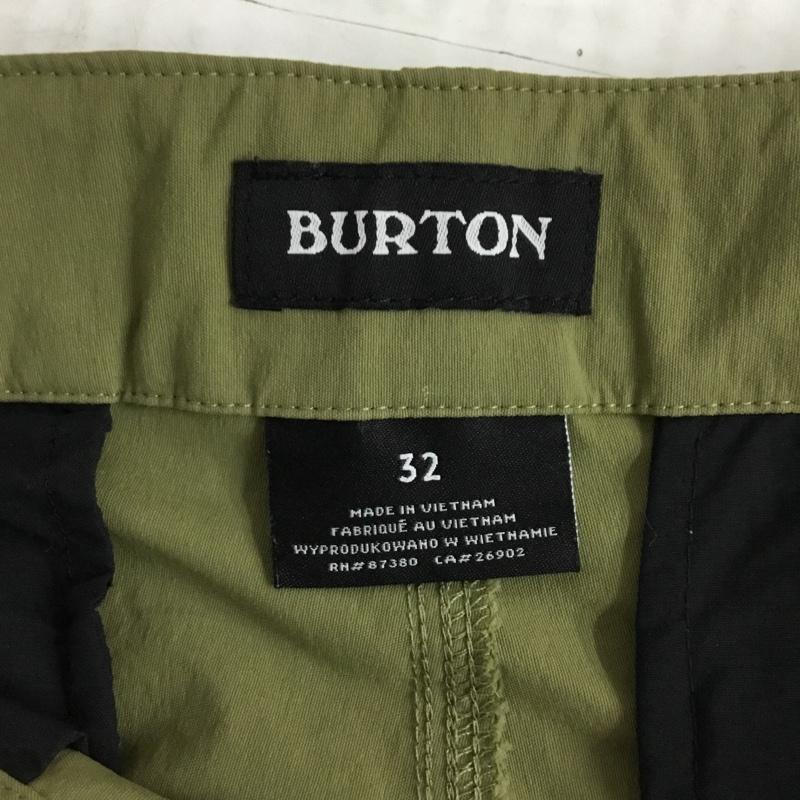 BURTON
32
MADE IN VIETNAM
FABRIQUÉ AU VIETNAM
WYPRODUKOWANO W WIETNAMIE
RN#87380 CA#26902